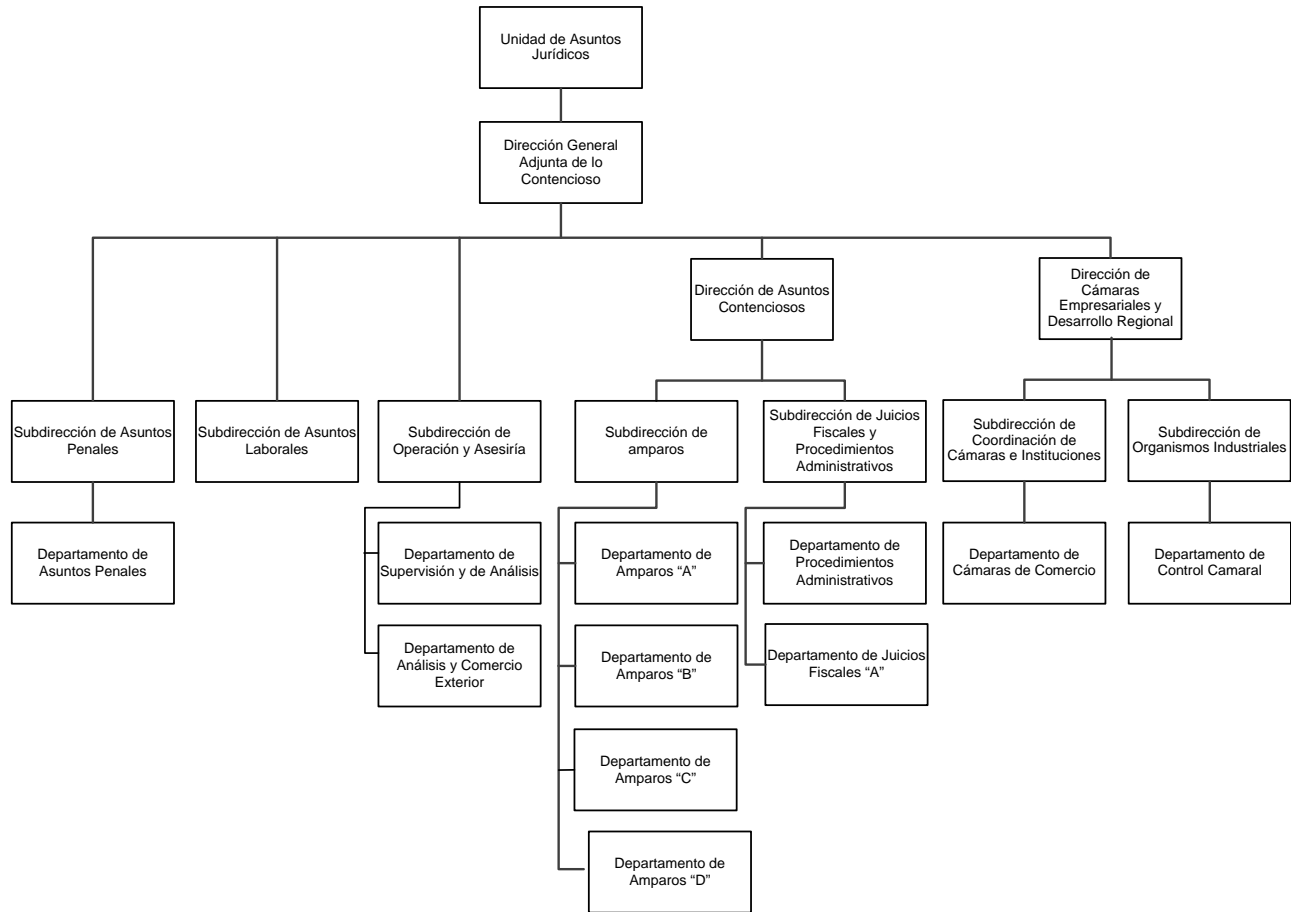 Unidad de Asuntos
Jurídicos
Dirección General
Adjunta de lo
Contencioso
Dirección de Asuntos
Contenciosos
Dirección de
Cámaras
Empresariales y
Desarrollo Regional
Subdirección de Asuntos
Penales
Subdirección de Asuntos
Laborales
Subdirección de
Operación y Asesiría
Subdirección de
amparos
Subdirección de Juicios
Fiscales y
Procedimientos
Administrativos
Subdirección de
Coordinación de
Cámaras e Instituciones
Subdirección de
Organismos Industriales
Departamento de
Asuntos Penales
Departamento de
Supervisión y de Análisis
Departamento de
Amparos “A”
Departamento de
Procedimientos
Administrativos
Departamento de
Cámaras de Comercio
Departamento de
Control Camaral
Departamento de
Análisis y Comercio
Exterior
Departamento de
Amparos “B”
Departamento de Juicios
Fiscales “A”
Departamento de
Amparos “C”
Departamento de
Amparos “D”